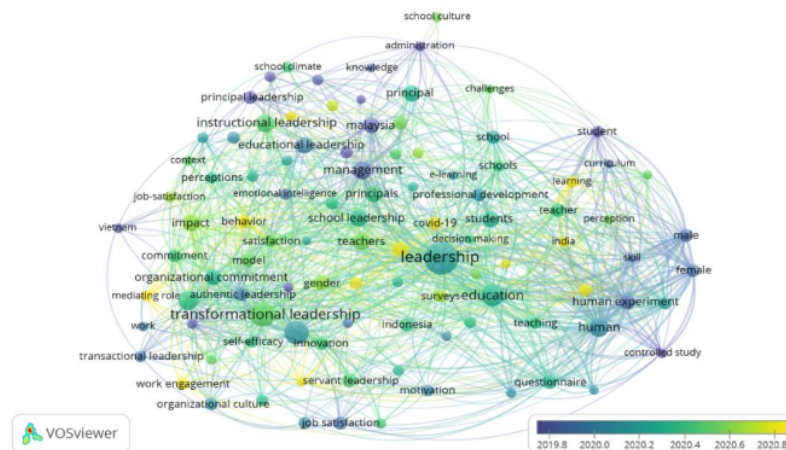 school culture
administration
school climate
knowledge
challenges
principal
principal leadership
instructional leadership
malaysia
student
educational leadership
school
context
management
e-learning
schools
curriculum
perceptions
learning
job-satisfaction
emotional intelligence
principals
professional development
teacher
vietnam
impact
behavior
school leadership
covid-19
students
perception
male
satisfaction
teachers
decision making
india
commitment
model
leadership
skill
female
organizational commitment
gender
mediating role
authentic leadership
surveys
education
human experiment
transformational leadership
work
indonesia
teaching
human
self-efficacy
innovation
transactional leadership
controlled study
work engagement
servant leadership
motivation
questionnaire
organizational culture
job satisfaction
VOSviewer
2019.8 2020.0 2020.2 2020.4 2020.6 2020.8